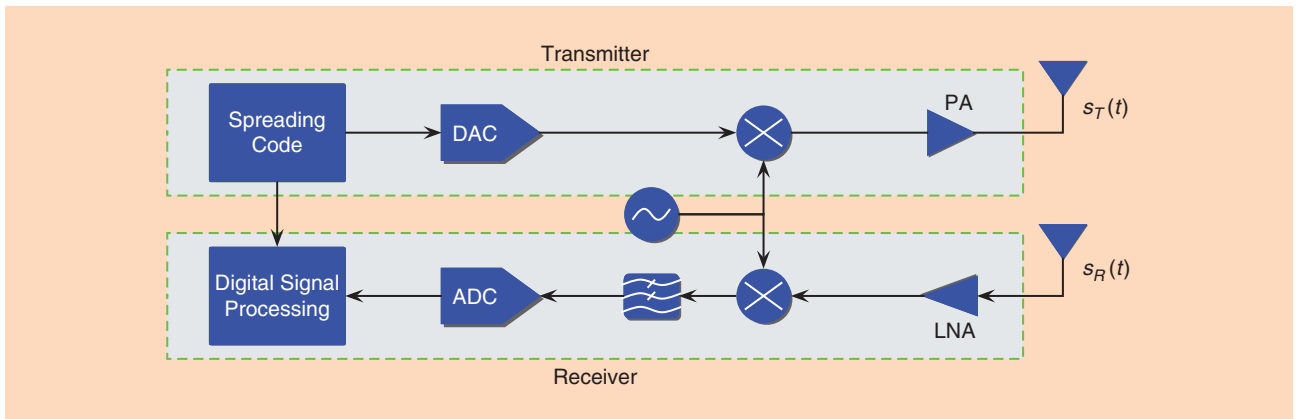 Transmitter
Spreading
Code
DAC
PA
s_T(t)
Digital Signal
Processing
ADC
LNA
s_R(t)
Receiver